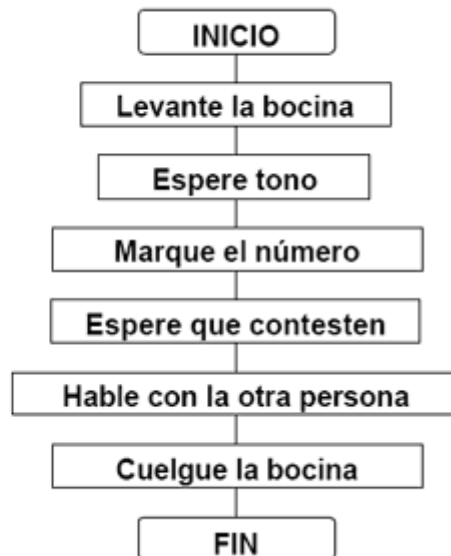 INICIO
Levante la bocina
Espere tono
Marque el número
Espere que contesten
Hable con la otra persona
Cuelgue la bocina
FIN